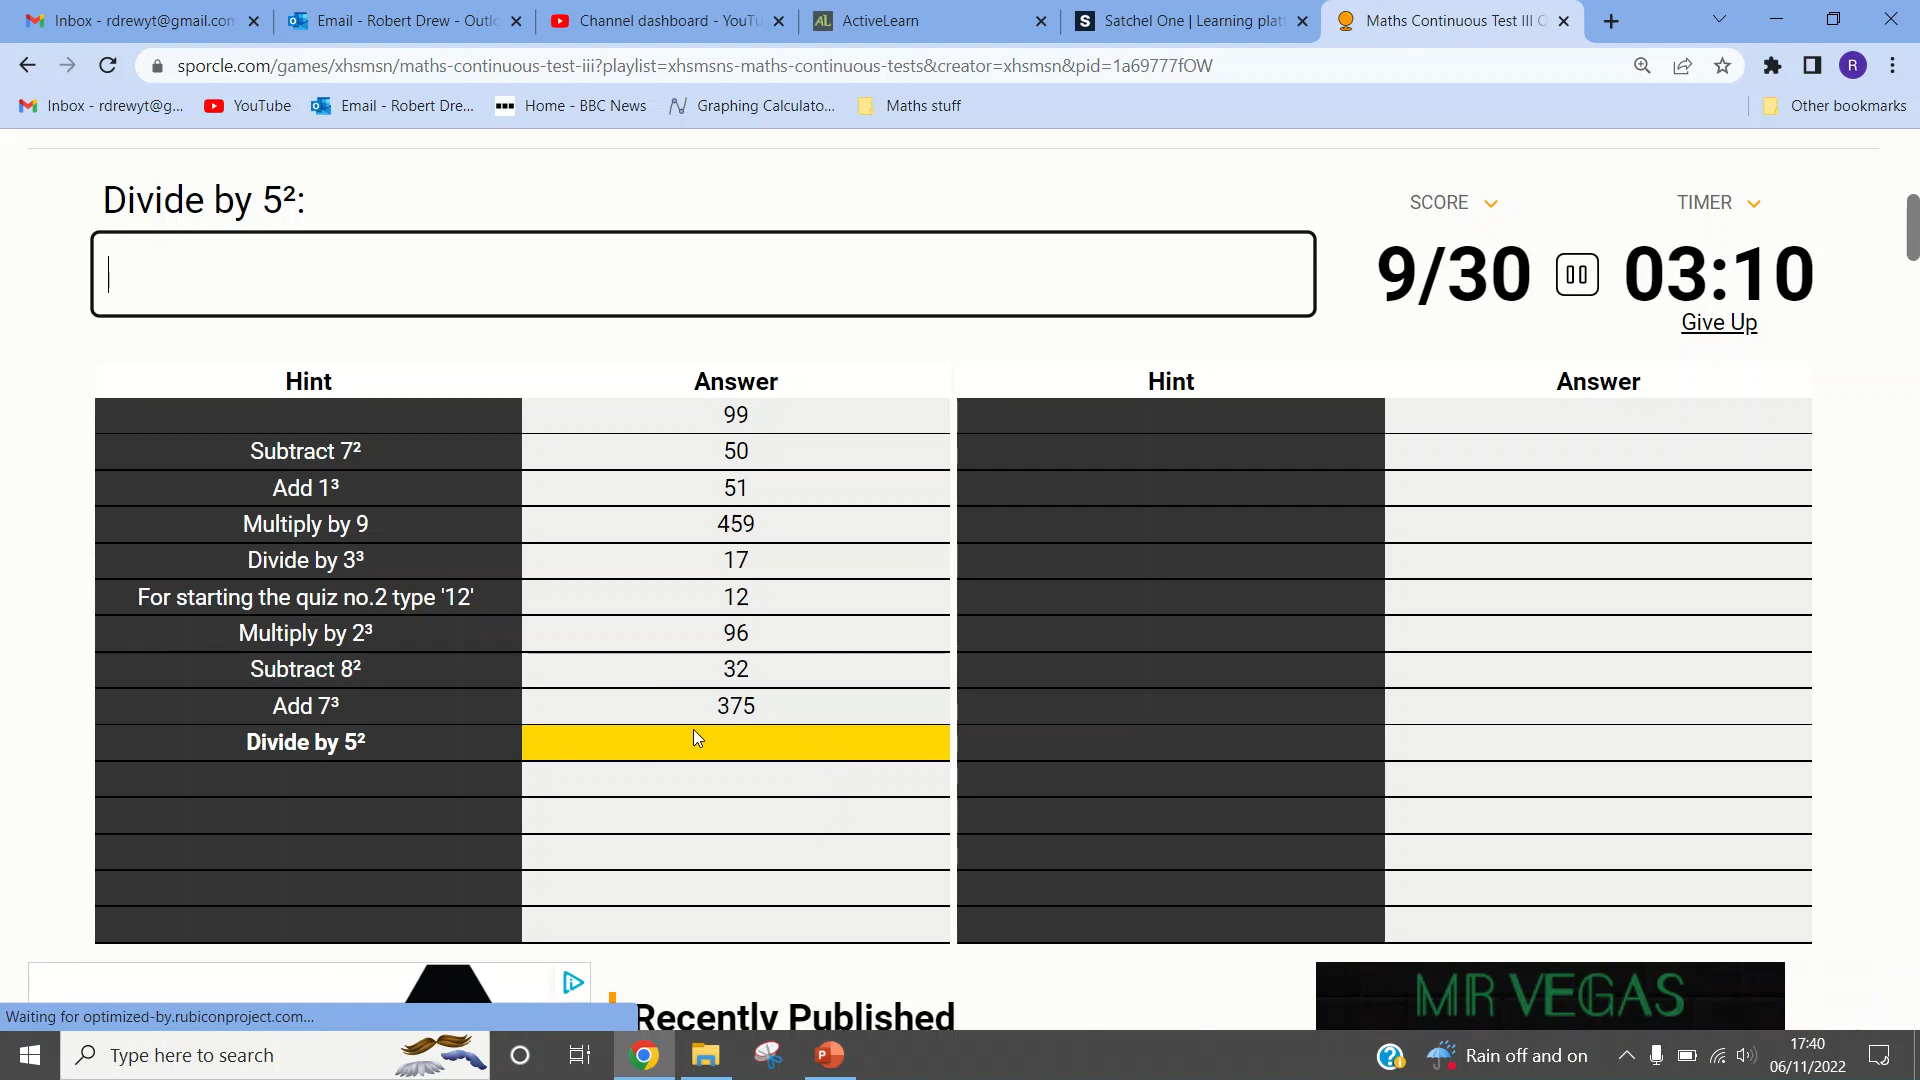 Inbox - rdrewyt@gmail.com
Email - Robert Drew - Outlo
Channel dashboard - YouTu
ActiveLearn
Satchel One | Learning plat
Maths Continuous Test III Q
sporcle.com/games/xhsmsn/maths-continuous-test-iii?playlist=xhsmsns-maths-continuous-tests&creator=xhsmsn&pid=1a69777fOW
R
Inbox - rdrewyt@g...
YouTube
Email - Robert Dre...
Home - BBC News
Graphing Calculato...
Maths stuff
Other bookmarks
Divide by 5²:
SCORE
TIMER
9/30
03:10
Give Up
Hint Answer Hint Answer
99
Subtract 7² 50
Add 1³ 51
Multiply by 9 459
Divide by 3³ 17
For starting the quiz no.2 type '12' 12
Multiply by 2³ 96
Subtract 8² 32
Add 7³ 375
Divide by 5²
MR VEGAS
Recently Published
Waiting for optimized-by.rubiconproject.com...
Type here to search
Rain off and on
17:40
06/11/2022